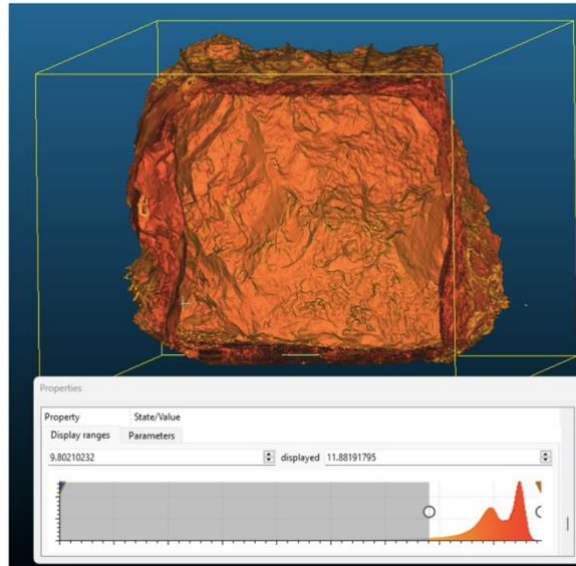 Properties
Property State/Value
Display ranges Parameters
9.80210232 displayed 11.88191795